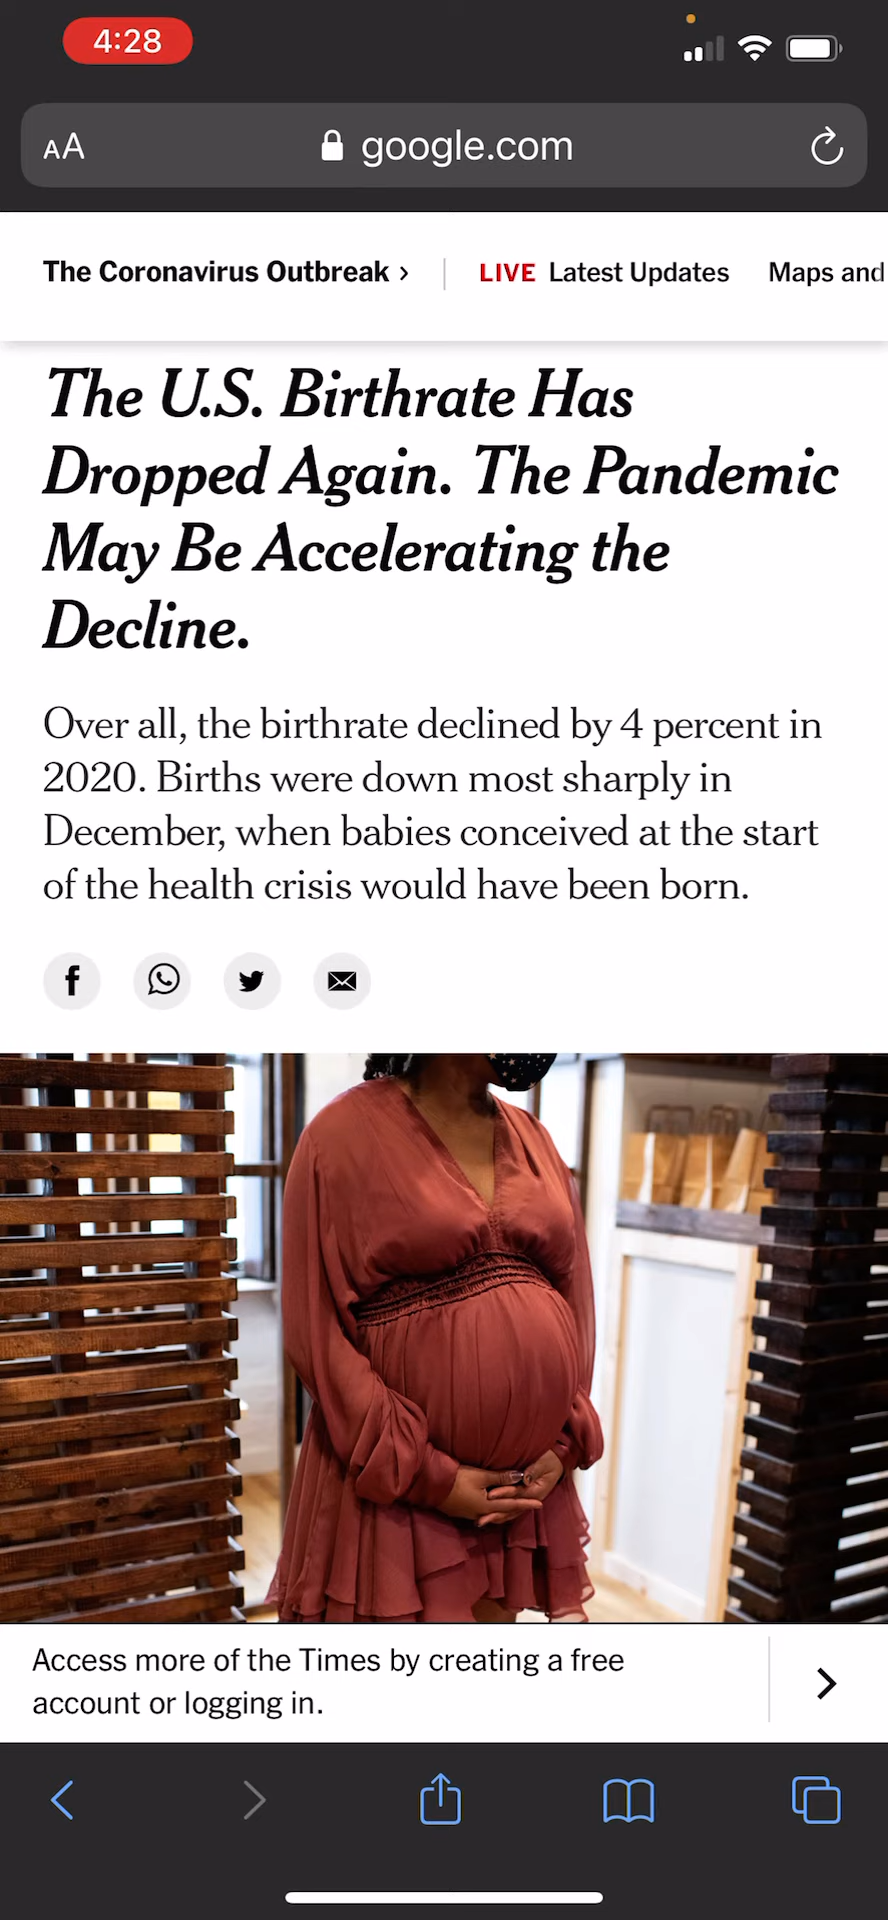 4:28
AA google.com
The Coronavirus Outbreak > LIVE Latest Updates Maps and
The U.S. Birthrate Has
Dropped Again. The Pandemic
May Be Accelerating the
Decline.
Over all, the birthrate declined by 4 percent in
2020. Births were down most sharply in
December, when babies conceived at the start
of the health crisis would have been born.
Access more of the Times by creating a free
account or logging in.